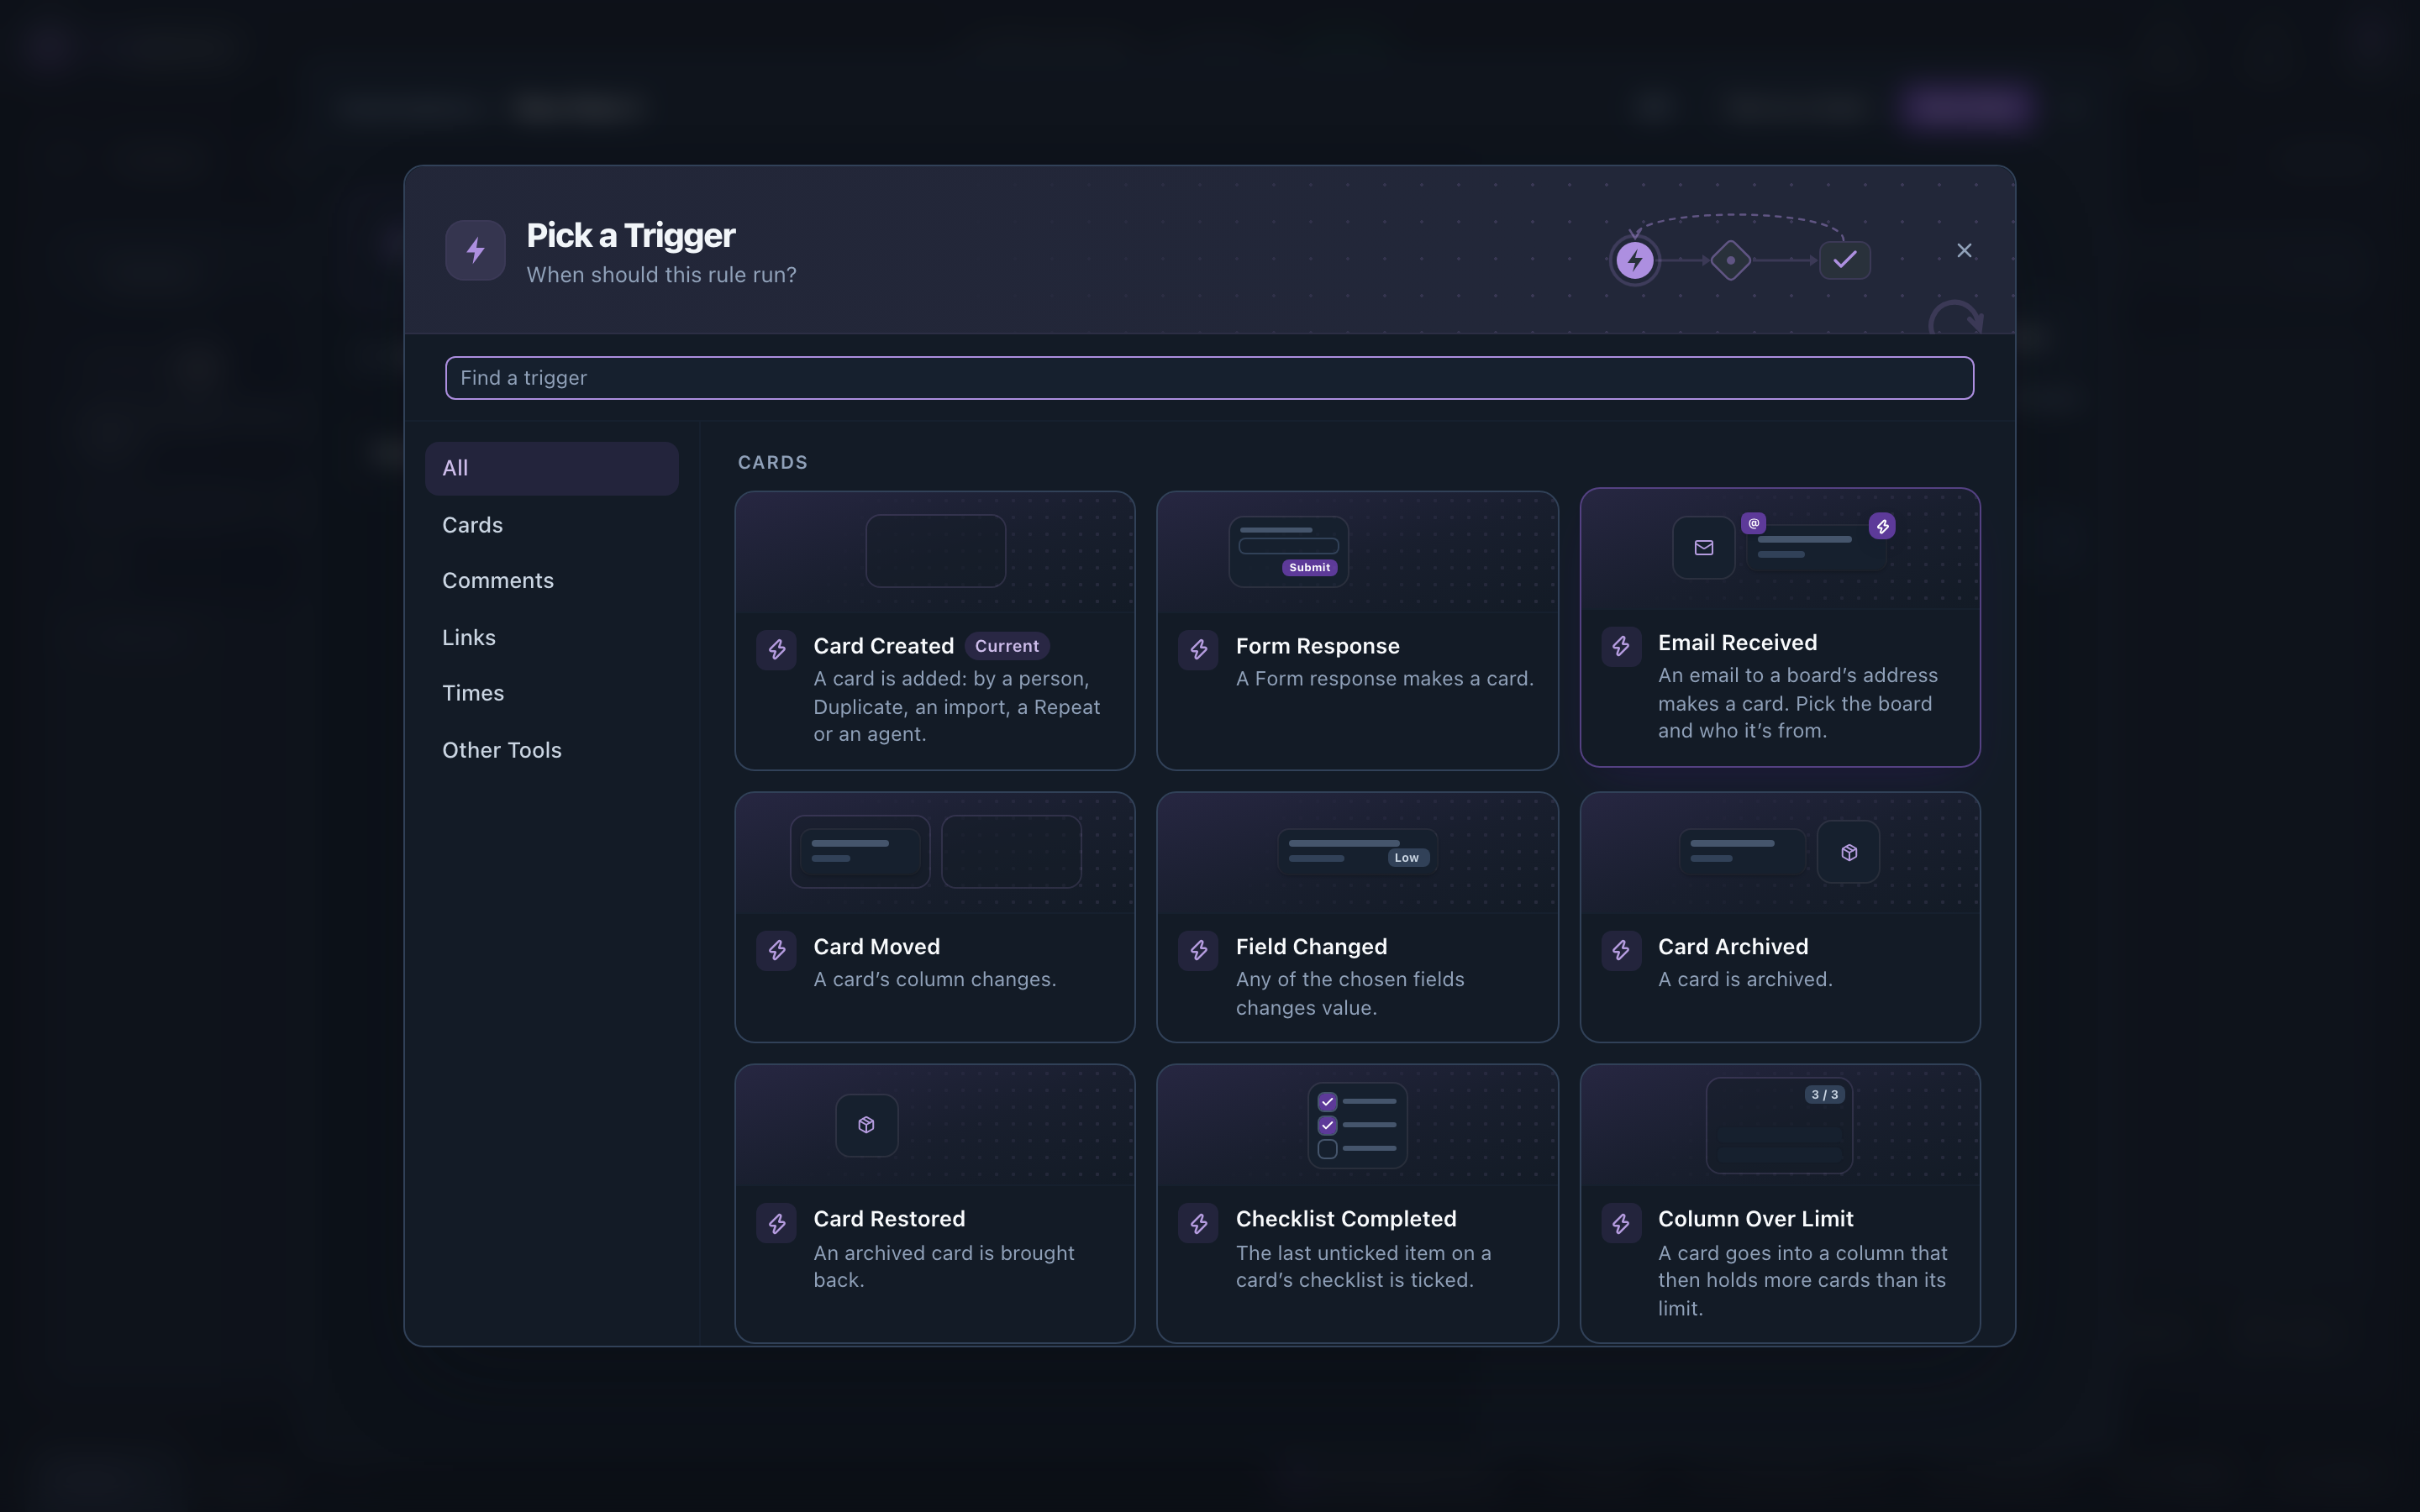 Pick a Trigger
When should this rule run?
Find a trigger
All
Cards
Comments
Links
Times
Other Tools
CARDS
Card Created Current
A card is added: by a person,
Duplicate, an import, a Repeat
or an agent.
Submit
Form Response
A Form response makes a card.
@
Email Received
An email to a board’s address
makes a card. Pick the board
and who it’s from.
Card Moved
A card’s column changes.
Low
Field Changed
Any of the chosen fields
changes value.
Card Archived
A card is archived.
Card Restored
An archived card is brought
back.
Checklist Completed
The last unticked item on a
card’s checklist is ticked.
3 / 3
Column Over Limit
A card goes into a column that
then holds more cards than its
limit.